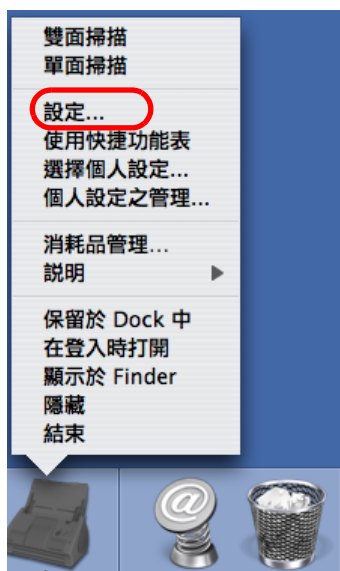 雙面掃描
單面掃描
設定...
使用快捷功能表
選擇個人設定...
個人設定之管理...
消耗品管理...
説明
保留於 Dock 中
在登入時打開
顯示於 Finder
隱藏
結束
@